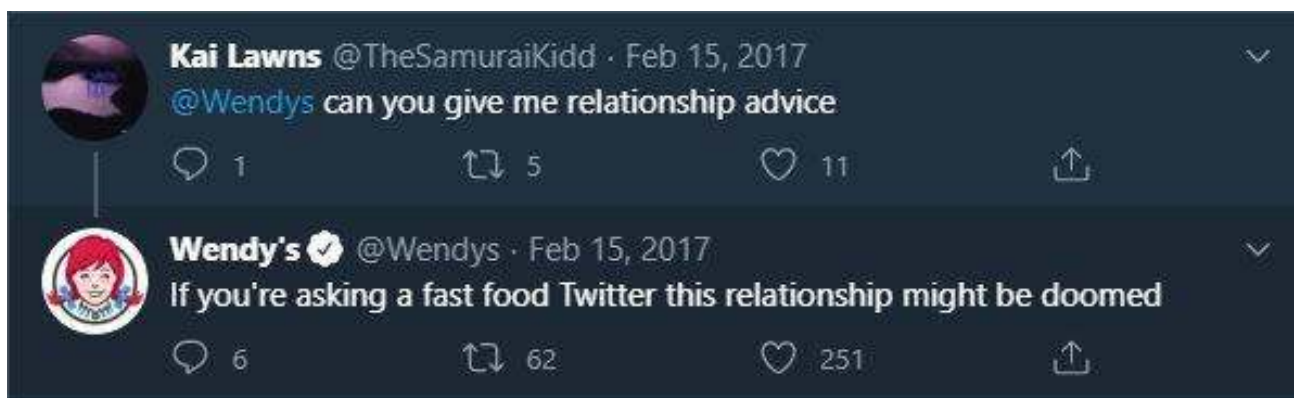 Kai Lawns @TheSamuraiKidd · Feb 15, 2017
@Wendys can you give me relationship advice
1 5 11
Wendy's @Wendys · Feb 15, 2017
If you're asking a fast food Twitter this relationship might be doomed
6 62 251